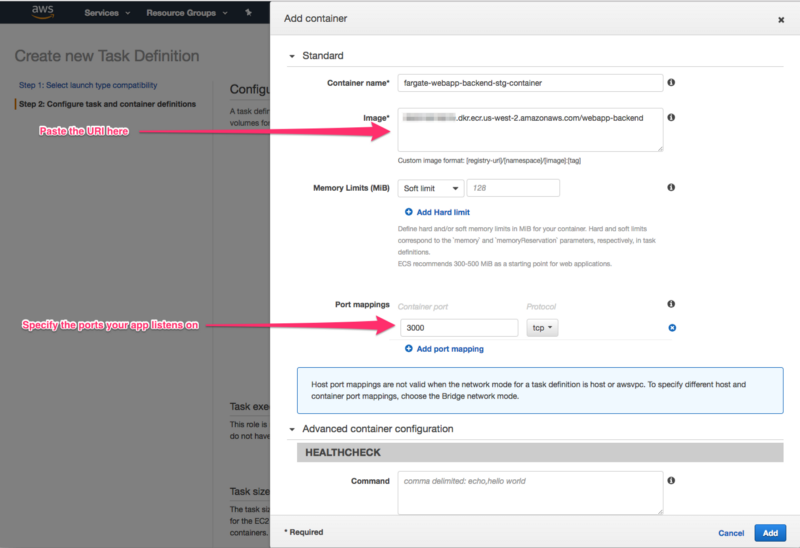 aws Services Resource Groups
Add container
Create new Task Definition
Step 1: Select launch type compatibility
Step 2: Configure task and container definitions
Configu
A task defin
volumes for
Standard
Container name* fargate-webapp-backend-stg-container
Paste the URI here
Image* .dkr.ecr.us-west-2.amazonaws.com/webapp-backend
Custom image format: [registry-url]/[namespace]/[image]:[tag]
Memory Limits (MiB) Soft limit 128
Add Hard limit
Define hard and/or soft memory limits in MiB for your container. Hard and soft limits
correspond to the `memory` and `memoryReservation` parameters, respectively, in task
definitions.
ECS recommends 300-500 MiB as a starting point for web applications.
Port mappings Container port Protocol
Specify the ports your app listens on
3000 tcp
Add port mapping
Host port mappings are not valid when the network mode for a task definition is host or awsvpc. To specify different host and
container port mappings, choose the Bridge network mode.
Task exe
This role is
do not have
Advanced container configuration
HEALTHCHECK
Command comma delimited: echo,hello world
Task size
The task siz
for the EC2
containers.
* Required Cancel Add